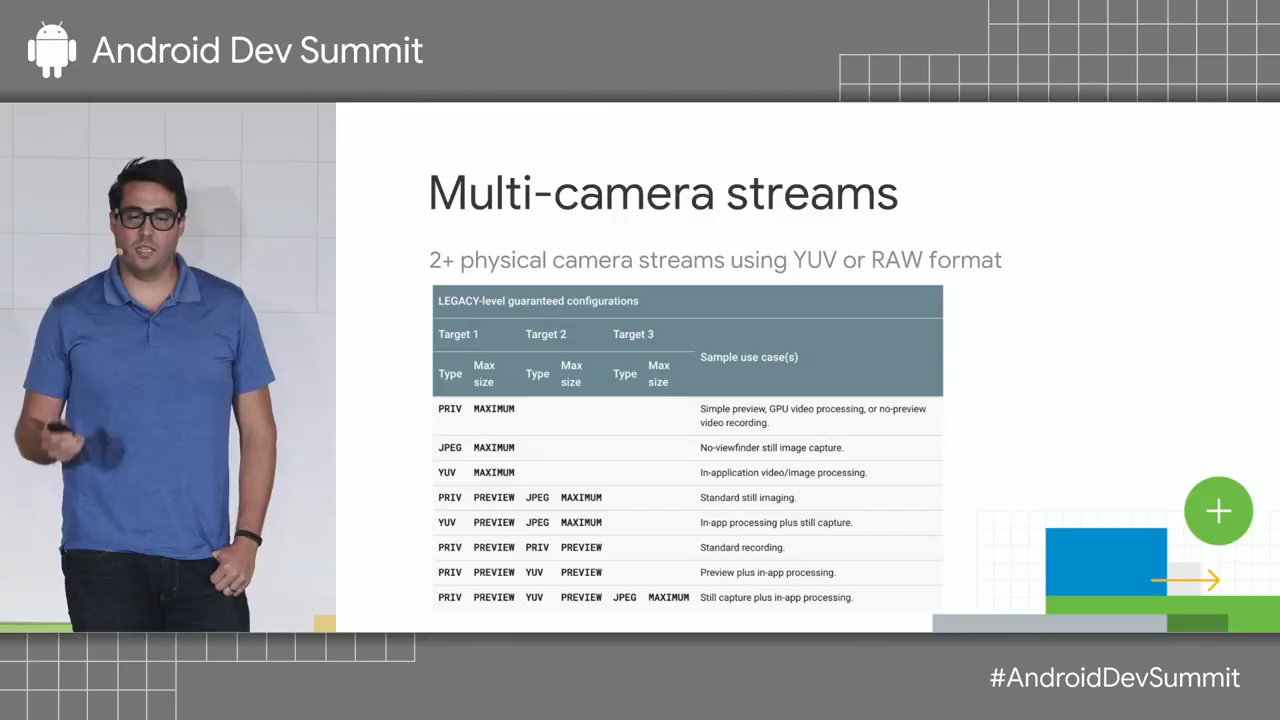 Android Dev Summit
Multi-camera streams
2+ physical camera streams using YUV or RAW format
LEGACY-level guaranteed configurations
Target 1 Target 2 Target 3 Sample use case(s)
Type Max size Type Max size Type Max size
PRIV MAXIMUM Simple preview, GPU video processing, or no-preview
video recording.
JPEG MAXIMUM No-viewfinder still image capture.
YUV MAXIMUM In-application video/image processing.
PRIV PREVIEW JPEG MAXIMUM Standard still imaging.
YUV PREVIEW JPEG MAXIMUM In-app processing plus still capture.
PRIV PREVIEW PRIV PREVIEW Standard recording.
PRIV PREVIEW YUV PREVIEW Preview plus in-app processing.
PRIV PREVIEW YUV PREVIEW JPEG MAXIMUM Still capture plus in-app processing.
#AndroidDevSummit